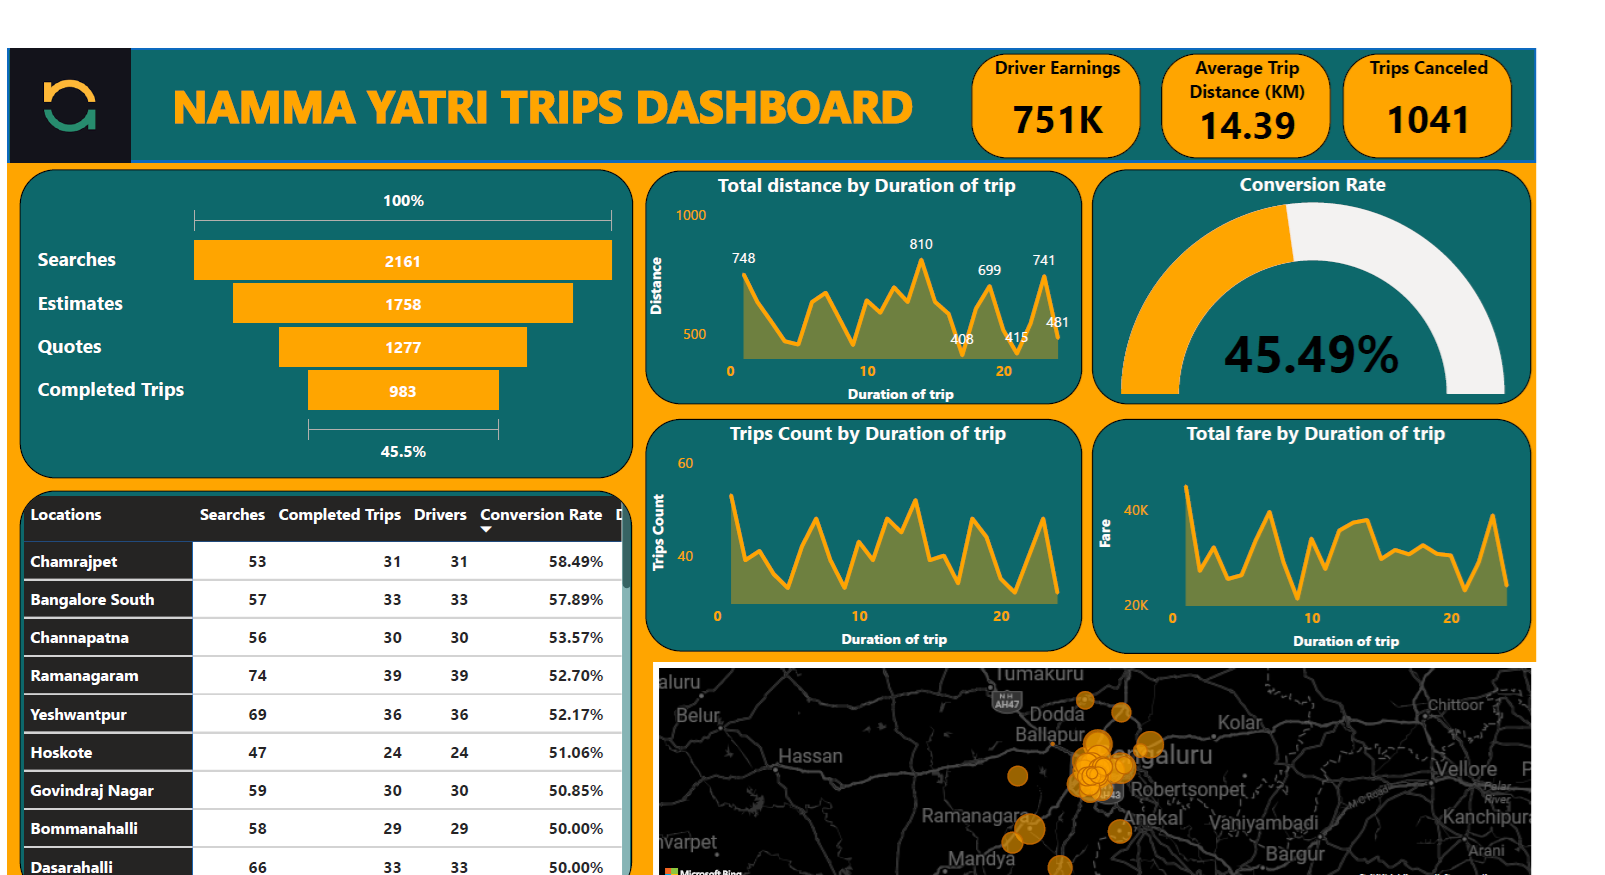 NAMMA YATRI TRIPS DASHBOARD
Driver Earnings
751K
Average Trip
Distance (KM)
14.39
Trips Canceled
1041
100%
Searches 2161
Estimates 1758
Quotes 1277
Completed Trips 983
45.5%
Total distance by Duration of trip
Distance
1000
500
748
810
408
699
415
741
481
0 10 20
Duration of trip
Conversion Rate
45.49%
Trips Count by Duration of trip
Trips Count
60
40
0 10 20
Duration of trip
Total fare by Duration of trip
Fare
40K
20K
0 10 20
Duration of trip
Locations Searches Completed Trips Drivers Conversion Rate
Chamrajpet 53 31 31 58.49%
Bangalore South 57 33 33 57.89%
Channapatna 56 30 30 53.57%
Ramanagaram 74 39 39 52.70%
Yeshwantpur 69 36 36 52.17%
Hoskote 47 24 24 51.06%
Govindraj Nagar 59 30 30 50.85%
Bommanahalli 58 29 29 50.00%
Dasarahalli 66 33 33 50.00%
aluru
Tumakuru
NH
AH47
Belur
Dodda
Ballapur
Kolar
Chittoor
Hassan
engaluru
Vellore
AH43
Robertsonpet
M C Road
Palar
River
Ramanagara
Anekal
Vaniyambadi
Kanchipura
nvarpet
Mandya
Bargur
Arani
Microsoft Bing